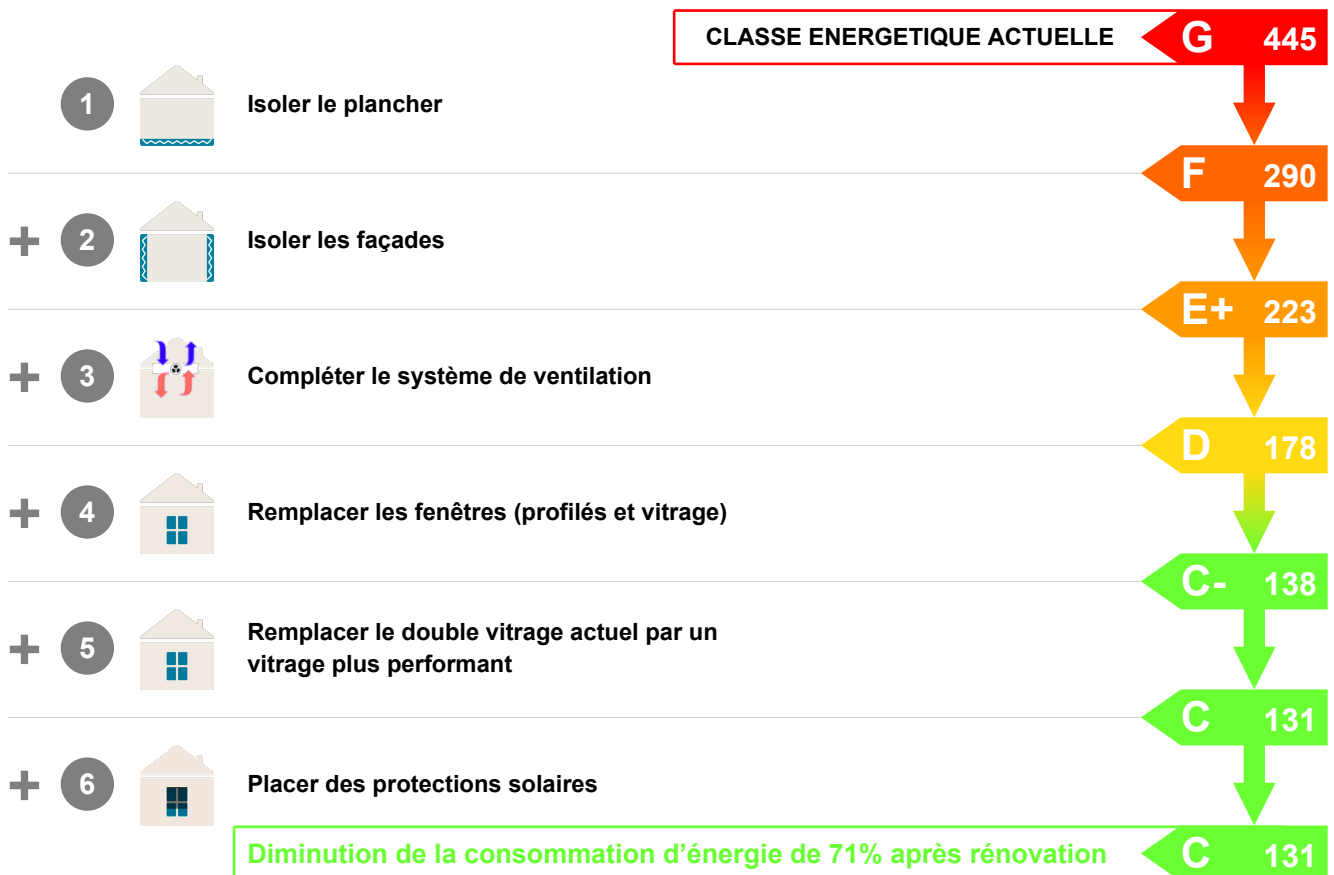 CLASSE ENERGETIQUE ACTUELLE G 445
1 Isoler le plancher
F 290
+ 2 Isoler les façades
E+ 223
+ 3 Compléter le système de ventilation
D 178
+ 4 Remplacer les fenêtres (profilés et vitrage)
C- 138
+ 5 Remplacer le double vitrage actuel par un
vitrage plus performant
C 131
+ 6 Placer des protections solaires
Diminution de la consommation d’énergie de 71% après rénovation C 131